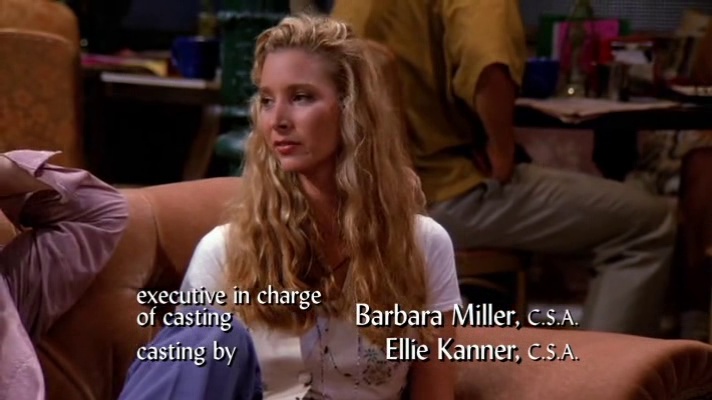 executive in charge
of casting Barbara Miller, C.S.A.
casting by Ellie Kanner, C.S.A.